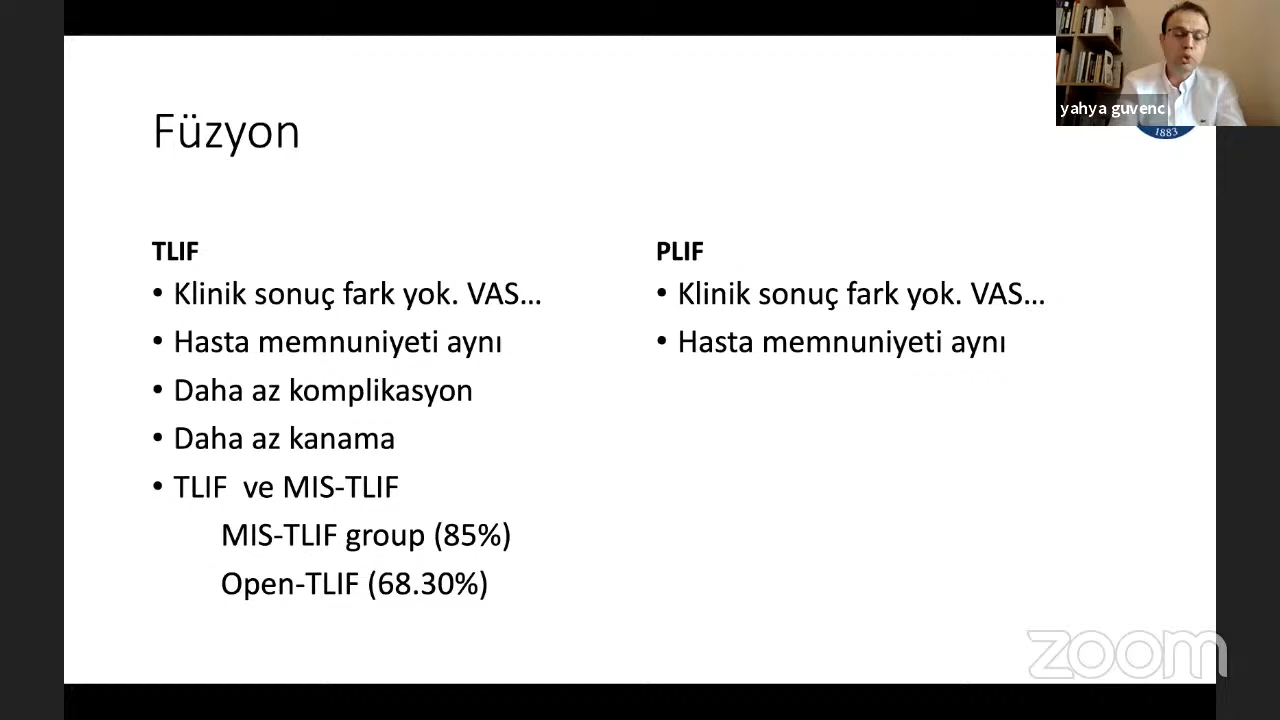 yahya guvenc
1883
Füzyon
TLIF
• Klinik sonuç fark yok. VAS...
• Hasta memnuniyeti aynı
• Daha az komplikasyon
• Daha az kanama
• TLIF ve MIS-TLIF
MIS-TLIF group (85%)
Open-TLIF (68.30%)
PLIF
• Klinik sonuç fark yok. VAS...
• Hasta memnuniyeti aynı
zoom